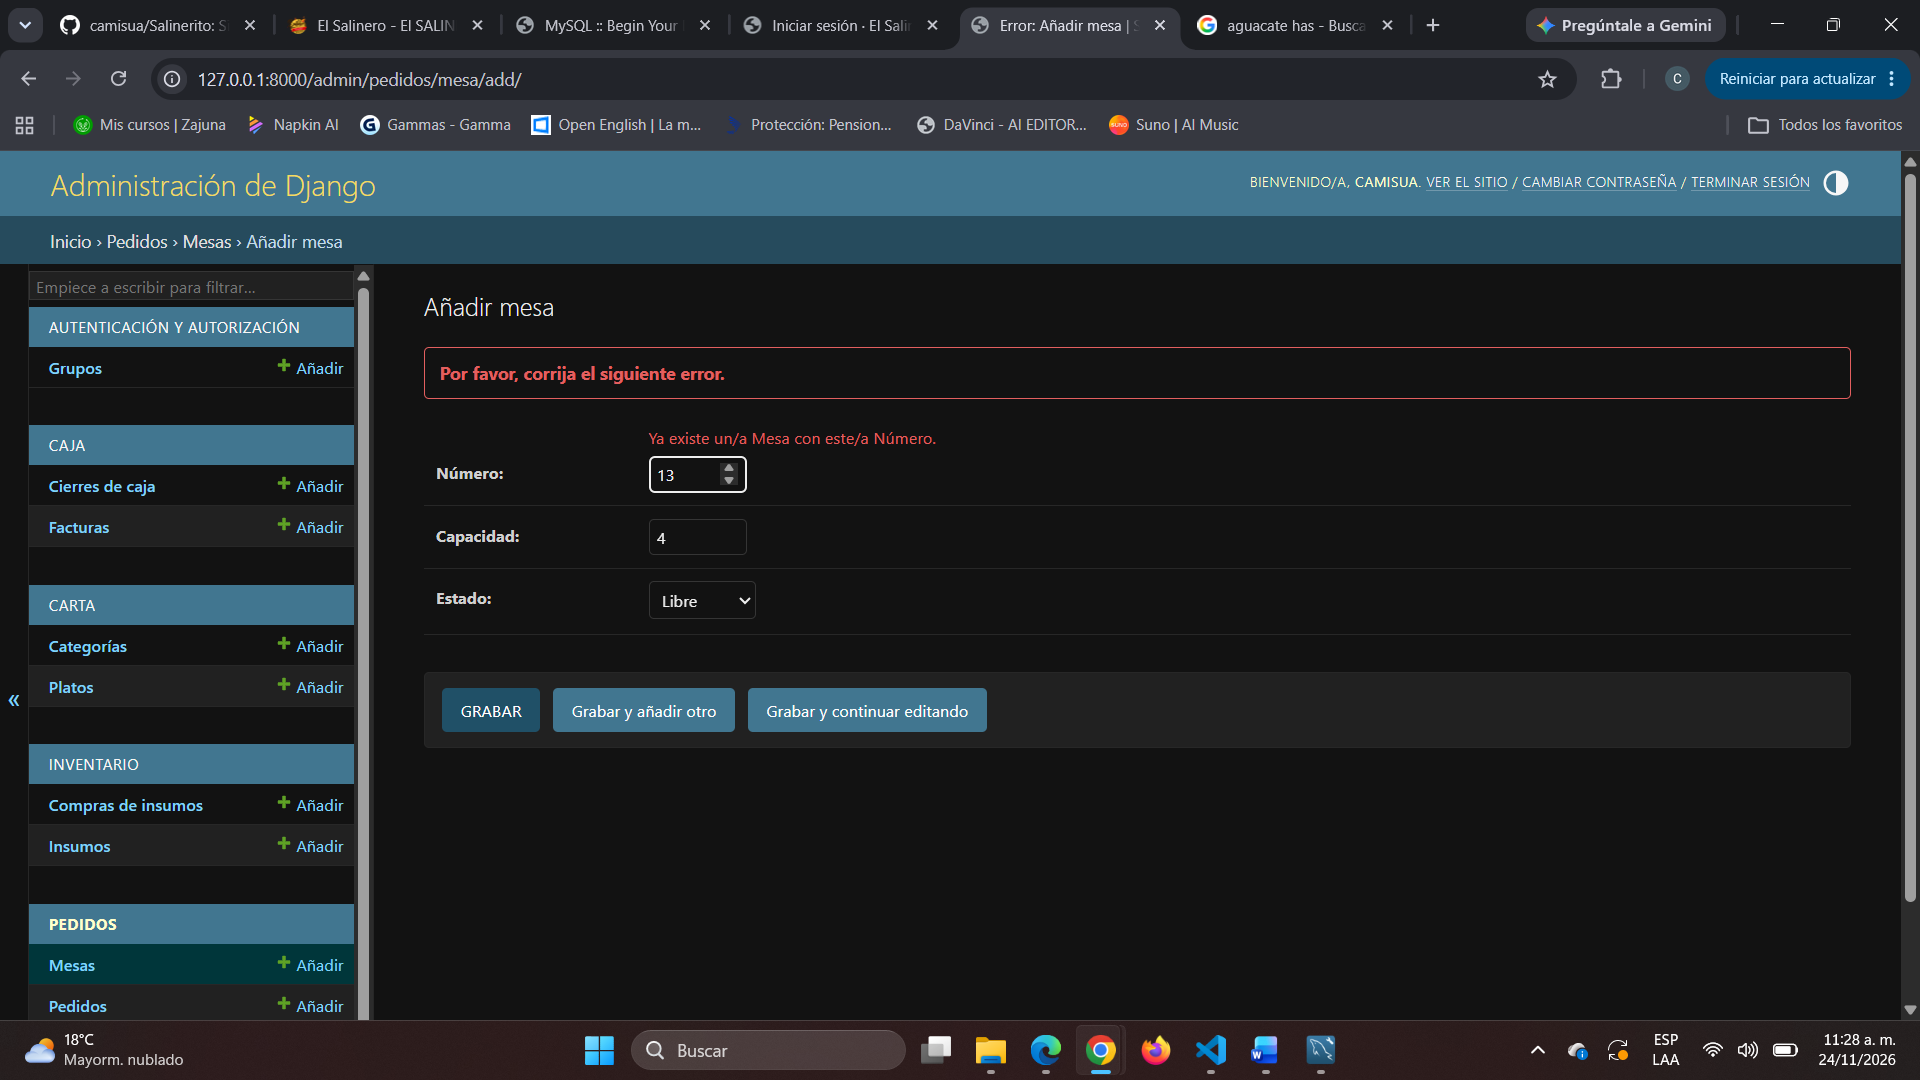 camisua/Salinerito: Si
El Salinero - El SALIN
MySQL :: Begin Your
Iniciar sesión · El Salin
Error: Añadir mesa | S
aguacate has - Busca
Pregúntale a Gemini
127.0.0.1:8000/admin/pedidos/mesa/add/
C
Reiniciar para actualizar
Mis cursos | Zajuna
Napkin AI
Gammas - Gamma
Open English | La m...
Protección: Pension...
DaVinci - AI EDITOR...
Suno | AI Music
Todos los favoritos
Administración de Django
BIENVENIDO/A, CAMISUA. VER EL SITIO / CAMBIAR CONTRASEÑA / TERMINAR SESIÓN
Inicio › Pedidos › Mesas › Añadir mesa
Empiece a escribir para filtrar...
AUTENTICACIÓN Y AUTORIZACIÓN
Grupos Añadir
CAJA
Cierres de caja Añadir
Facturas Añadir
CARTA
Categorías Añadir
Platos Añadir
INVENTARIO
Compras de insumos Añadir
Insumos Añadir
PEDIDOS
Mesas Añadir
Pedidos Añadir
«
Añadir mesa
Por favor, corrija el siguiente error.
Ya existe un/a Mesa con este/a Número.
Número: 13
Capacidad: 4
Estado: Libre
GRABAR
Grabar y añadir otro
Grabar y continuar editando
18°C
Mayorm. nublado
Buscar
ESP
LAA
11:28 a. m.
24/11/2026